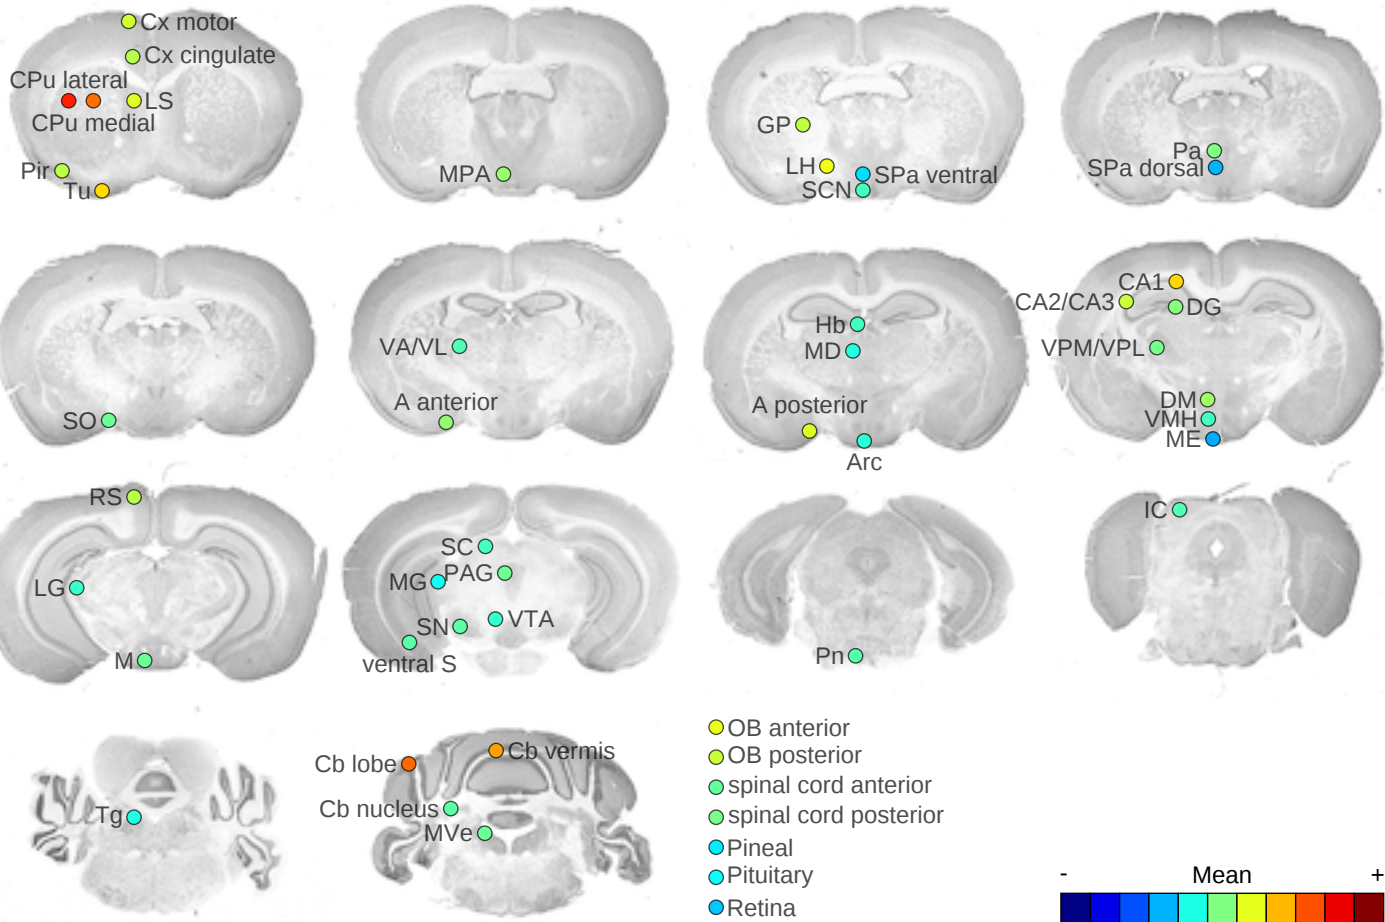 Cx motor
Cx cingulate
CPu lateral
LS
CPu medial
Pir
Tu
MPA
GP
LH
SPa ventral
SCN
Pa
SPa dorsal
SO
VA/VL
A anterior
Hb
MD
A posterior
Arc
CA1
CA2/CA3
DG
VPM/VPL
DM
VMH
ME
RS
LG
M
SC
MG
PAG
SN
VTA
ventral S
Pn
IC
Tg
Cb lobe
Cb vermis
Cb nucleus
MVe
OB anterior
OB posterior
spinal cord anterior
spinal cord posterior
Pineal
Pituitary
Retina
- Mean +